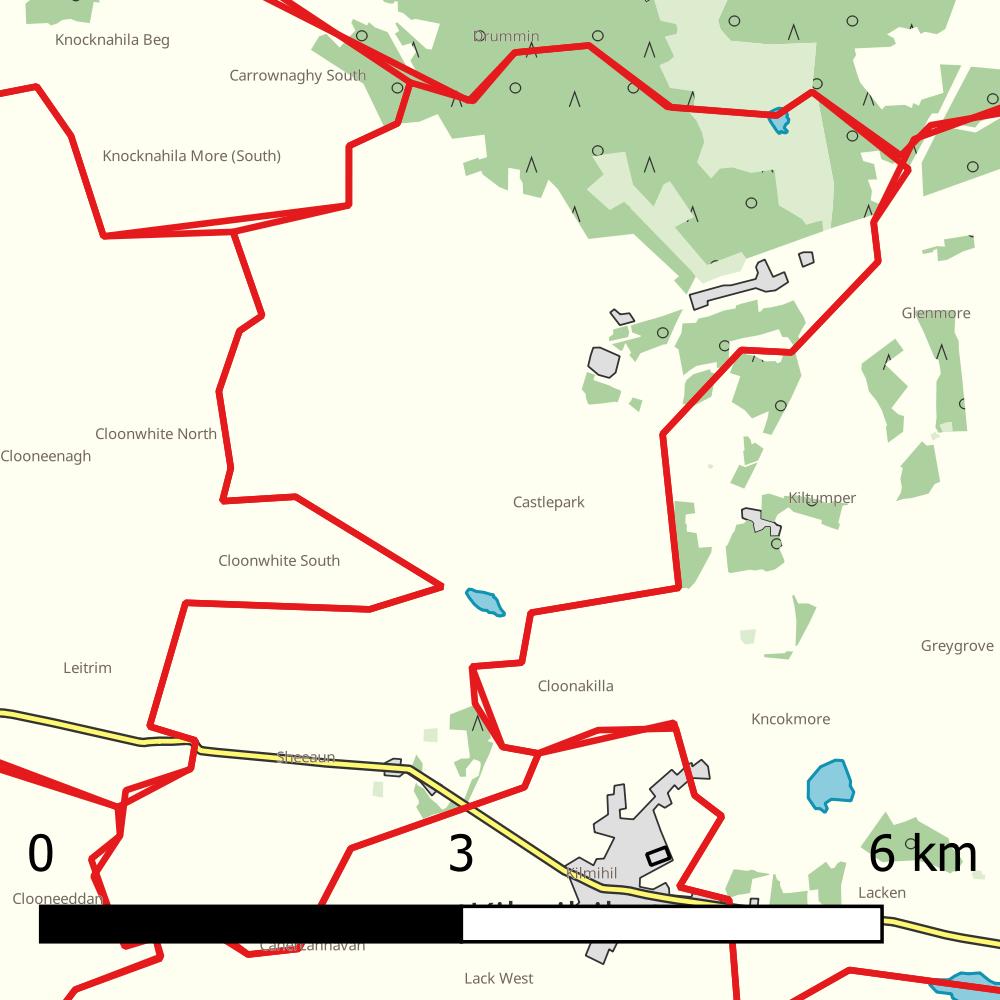 Drummin
Knocknahila Beg
Carrownaghy South
Knocknahila More (South)
Glenmore
Cloonwhite North
Clooneenagh
Kiltumper
Castlepark
Cloonwhite South
Greygrove
Leitrim
Cloonakilla
Kncokmore
Sheeaun
0 3 6 km
Kilmihil
Lacken
Clooneeddan
Lack West